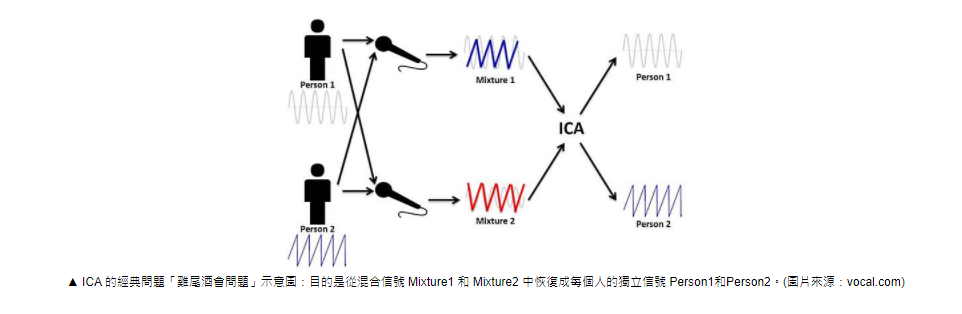 Person 1
Mixture 1
Person 1
ICA
Person 2
Mixture 2
Person 2
▲ ICA 的經典問題「雞尾酒會問題」示意圖：目的是從混合信號 Mixture1 和 Mixture2 中恢復成每個人的獨立信號 Person1和Person2。(圖片來源：vocal.com)